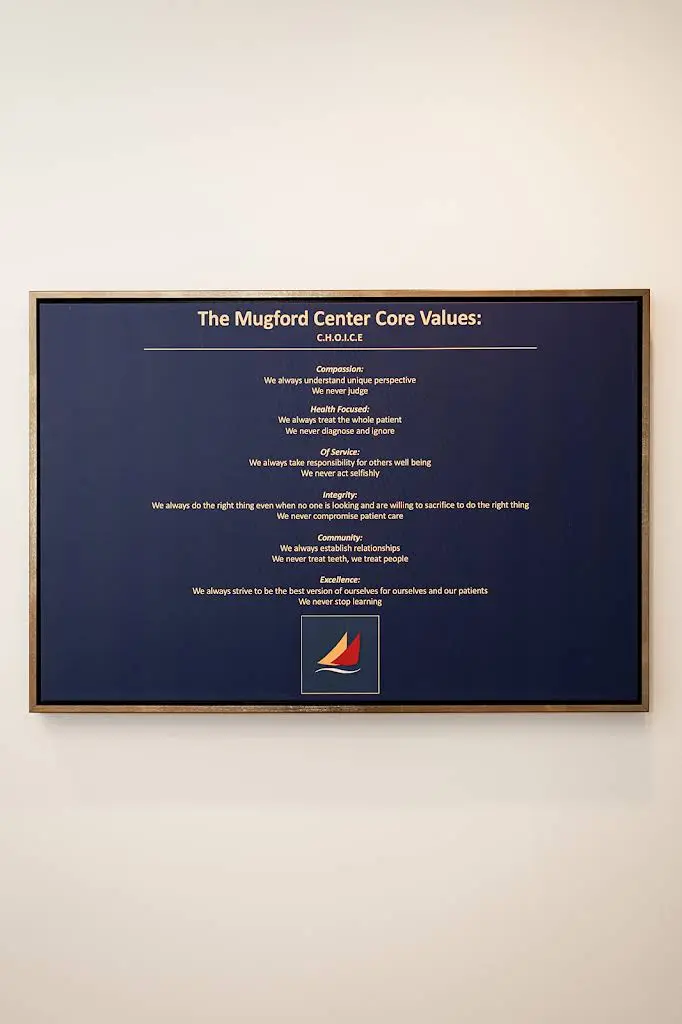 The Mugford Center Core Values:
C.H.O.I.C.E
Compassion:
We always understand unique perspective
We never judge
Health Focused:
We always treat the whole patient
We never diagnose and ignore
Of Service:
We always take responsibility for others well being
We never act selfishly
Integrity:
We always do the right thing even when no one is looking and are willing to sacrifice to do the right thing
We never compromise patient care
Community:
We always establish relationships
We never treat teeth, we treat people
Excellence:
We always strive to be the best version of ourselves for ourselves and our patients
We never stop learning